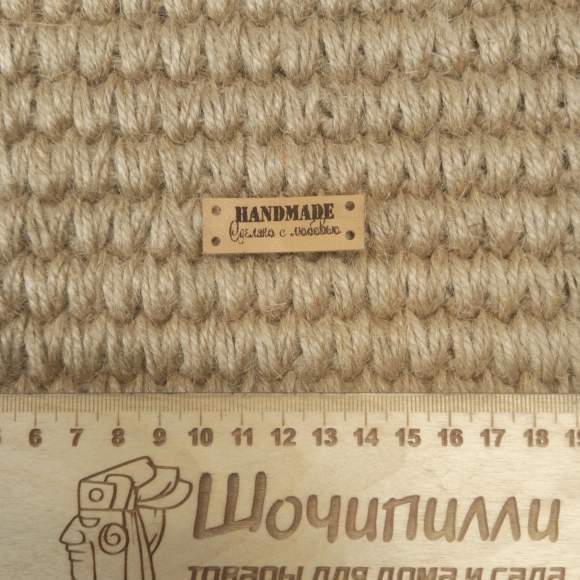 HANDMADE
Сделано с любовью
6 7 8 9 10 11 12 13 14 15 16 17 18
Шочипилли
товары для дома и сада